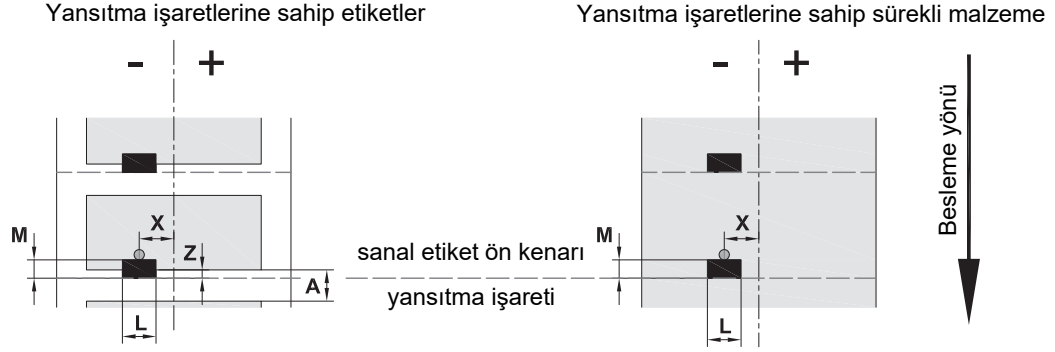 Yansıtma işaretlerine sahip etiketler
Yansıtma işaretlerine sahip sürekli malzeme
- +
- +
Besleme yönü
X
M
Z
A
L
sanal etiket ön kenarı
yansıtma işareti
X
M
L